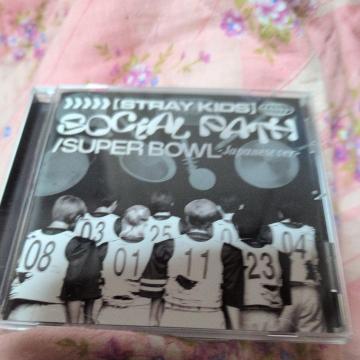 [STRAY KIDS]
SOCIAL PATH
/SUPER BOWL -Japanese ver.-
03
25
04
08
01
11
23